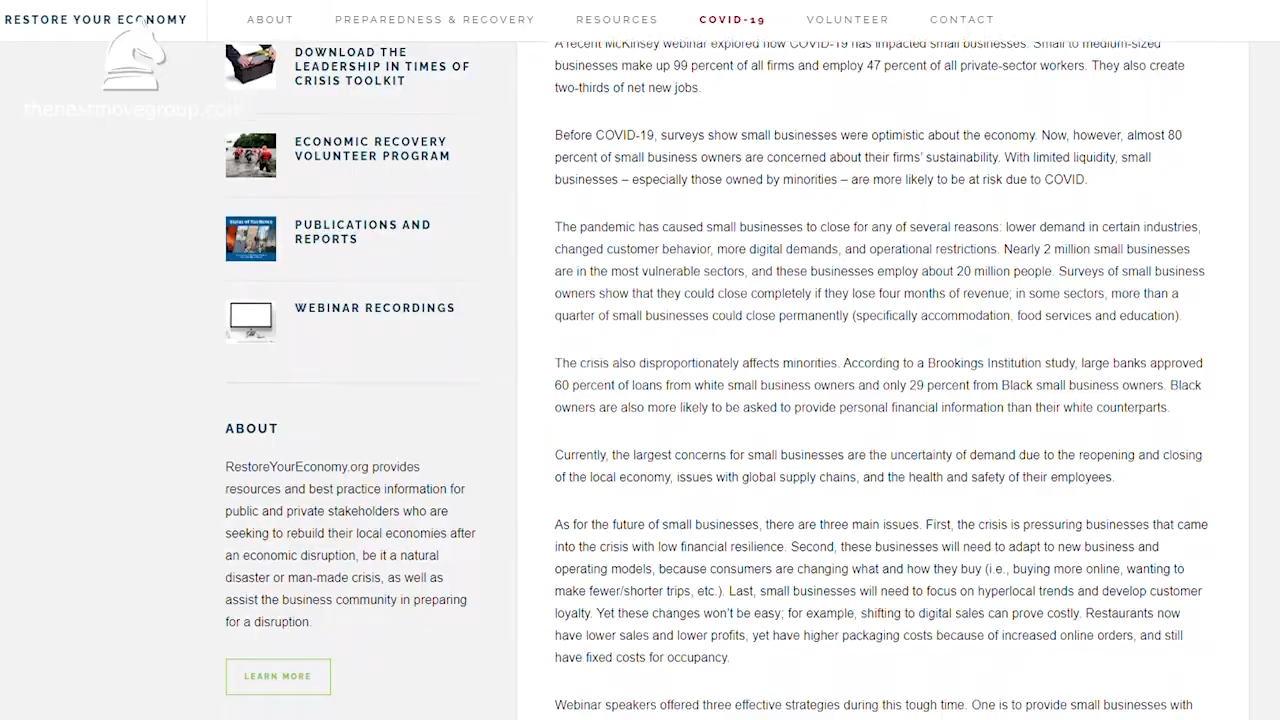 RESTORE YOUR ECONOMY
ABOUT
PREPAREDNESS & RECOVERY
RESOURCES
COVID-19
VOLUNTEER
CONTACT
thenextmovegroup.com
DOWNLOAD THE
LEADERSHIP IN TIMES OF
CRISIS TOOLKIT
ECONOMIC RECOVERY
VOLUNTEER PROGRAM
PUBLICATIONS AND
REPORTS
WEBINAR RECORDINGS
ABOUT
RestoreYourEconomy.org provides
resources and best practice information for
public and private stakeholders who are
seeking to rebuild their local economies after
an economic disruption, be it a natural
disaster or man-made crisis, as well as
assist the business community in preparing
for a disruption.
LEARN MORE
A recent McKinsey webinar explored how COVID-19 has impacted small businesses. Small to medium-sized
businesses make up 99 percent of all firms and employ 47 percent of all private-sector workers. They also create
two-thirds of net new jobs.
Before COVID-19, surveys show small businesses were optimistic about the economy. Now, however, almost 80
percent of small business owners are concerned about their firms' sustainability. With limited liquidity, small
businesses – especially those owned by minorities – are more likely to be at risk due to COVID.
The pandemic has caused small businesses to close for any of several reasons: lower demand in certain industries,
changed customer behavior, more digital demands, and operational restrictions. Nearly 2 million small businesses
are in the most vulnerable sectors, and these businesses employ about 20 million people. Surveys of small business
owners show that they could close completely if they lose four months of revenue; in some sectors, more than a
quarter of small businesses could close permanently (specifically accommodation, food services and education).
The crisis also disproportionately affects minorities. According to a Brookings Institution study, large banks approved
60 percent of loans from white small business owners and only 29 percent from Black small business owners. Black
owners are also more likely to be asked to provide personal financial information than their white counterparts.
Currently, the largest concerns for small businesses are the uncertainty of demand due to the reopening and closing
of the local economy, issues with global supply chains, and the health and safety of their employees.
As for the future of small businesses, there are three main issues. First, the crisis is pressuring businesses that came
into the crisis with low financial resilience. Second, these businesses will need to adapt to new business and
operating models, because consumers are changing what and how they buy (i.e., buying more online, wanting to
make fewer/shorter trips, etc.). Last, small businesses will need to focus on hyperlocal trends and develop customer
loyalty. Yet these changes won't be easy; for example, shifting to digital sales can prove costly. Restaurants now
have lower sales and lower profits, yet have higher packaging costs because of increased online orders, and still
have fixed costs for occupancy.
Webinar speakers offered three effective strategies during this tough time. One is to provide small businesses with